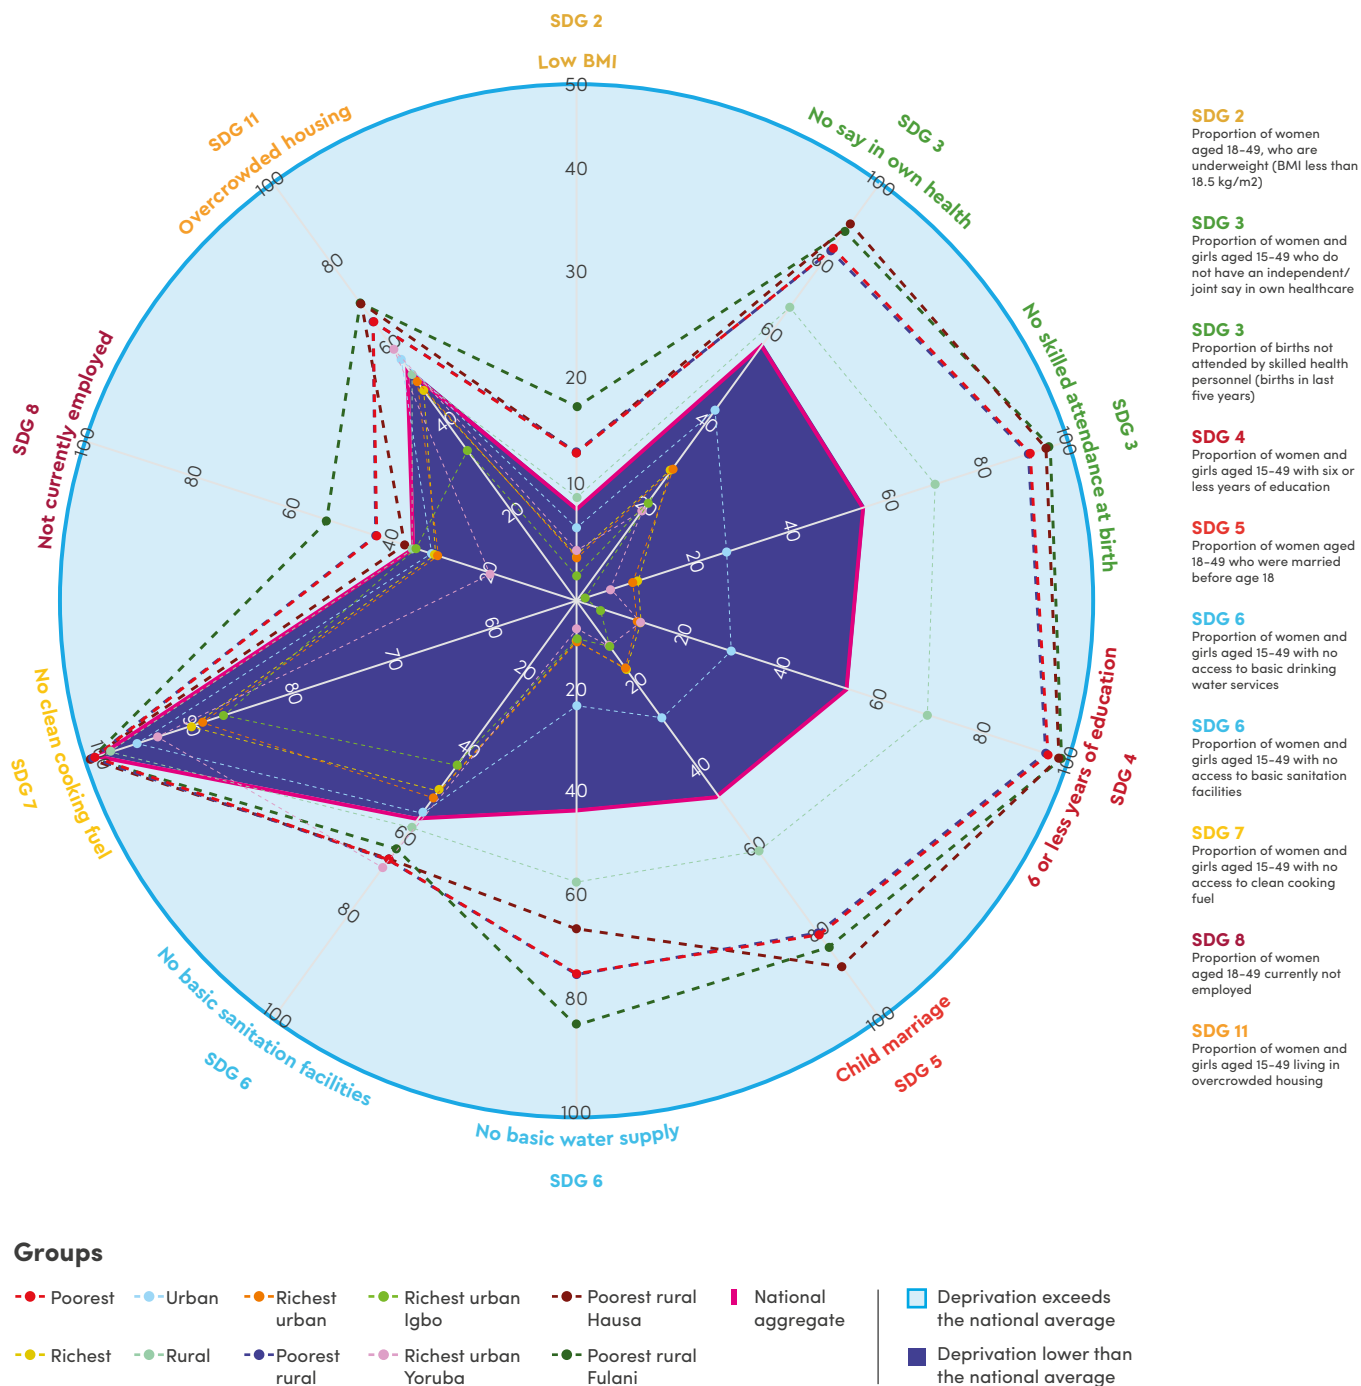 SDG 2
Low BMI
50
40
30
20
10
SDG 3
No say in own health
100
80
60
40
20
SDG 3
No skilled attendance at birth
100
80
60
40
20
SDG 4
6 or less years of education
100
80
60
40
20
SDG 5
Child marriage
100
80
60
40
20
SDG 6
No basic water supply
100
80
60
40
20
SDG 6
No basic sanitation facilities
100
80
60
40
20
SDG 7
No clean cooking fuel
100
90
80
70
60
SDG 8
Not currently employed
100
80
60
40
20
SDG 11
Overcrowded housing
100
80
60
40
20
SDG 2
Proportion of women
aged 18-49, who are
underweight (BMI less than
18.5 kg/m2)
SDG 3
Proportion of women and
girls aged 15-49 who do
not have an independent/
joint say in own healthcare
SDG 3
Proportion of births not
attended by skilled health
personnel (births in last
five years)
SDG 4
Proportion of women and
girls aged 15-49 with six or
less years of education
SDG 5
Proportion of women aged
18-49 who were married
before age 18
SDG 6
Proportion of women and
girls aged 15-49 with no
access to basic drinking
water services
SDG 6
Proportion of women and
girls aged 15-49 with no
access to basic sanitation
facilities
SDG 7
Proportion of women and
girls aged 15-49 with no
access to clean cooking
fuel
SDG 8
Proportion of women
aged 18-49 currently not
employed
SDG 11
Proportion of women and
girls aged 15-49 living in
overcrowded housing
Groups
Poorest
Urban
Richest
urban
Richest urban
Igbo
Poorest rural
Hausa
National
aggregate
Deprivation exceeds
the national average
Richest
Rural
Poorest
rural
Richest urban
Yoruba
Poorest rural
Fulani
Deprivation lower than
the national average